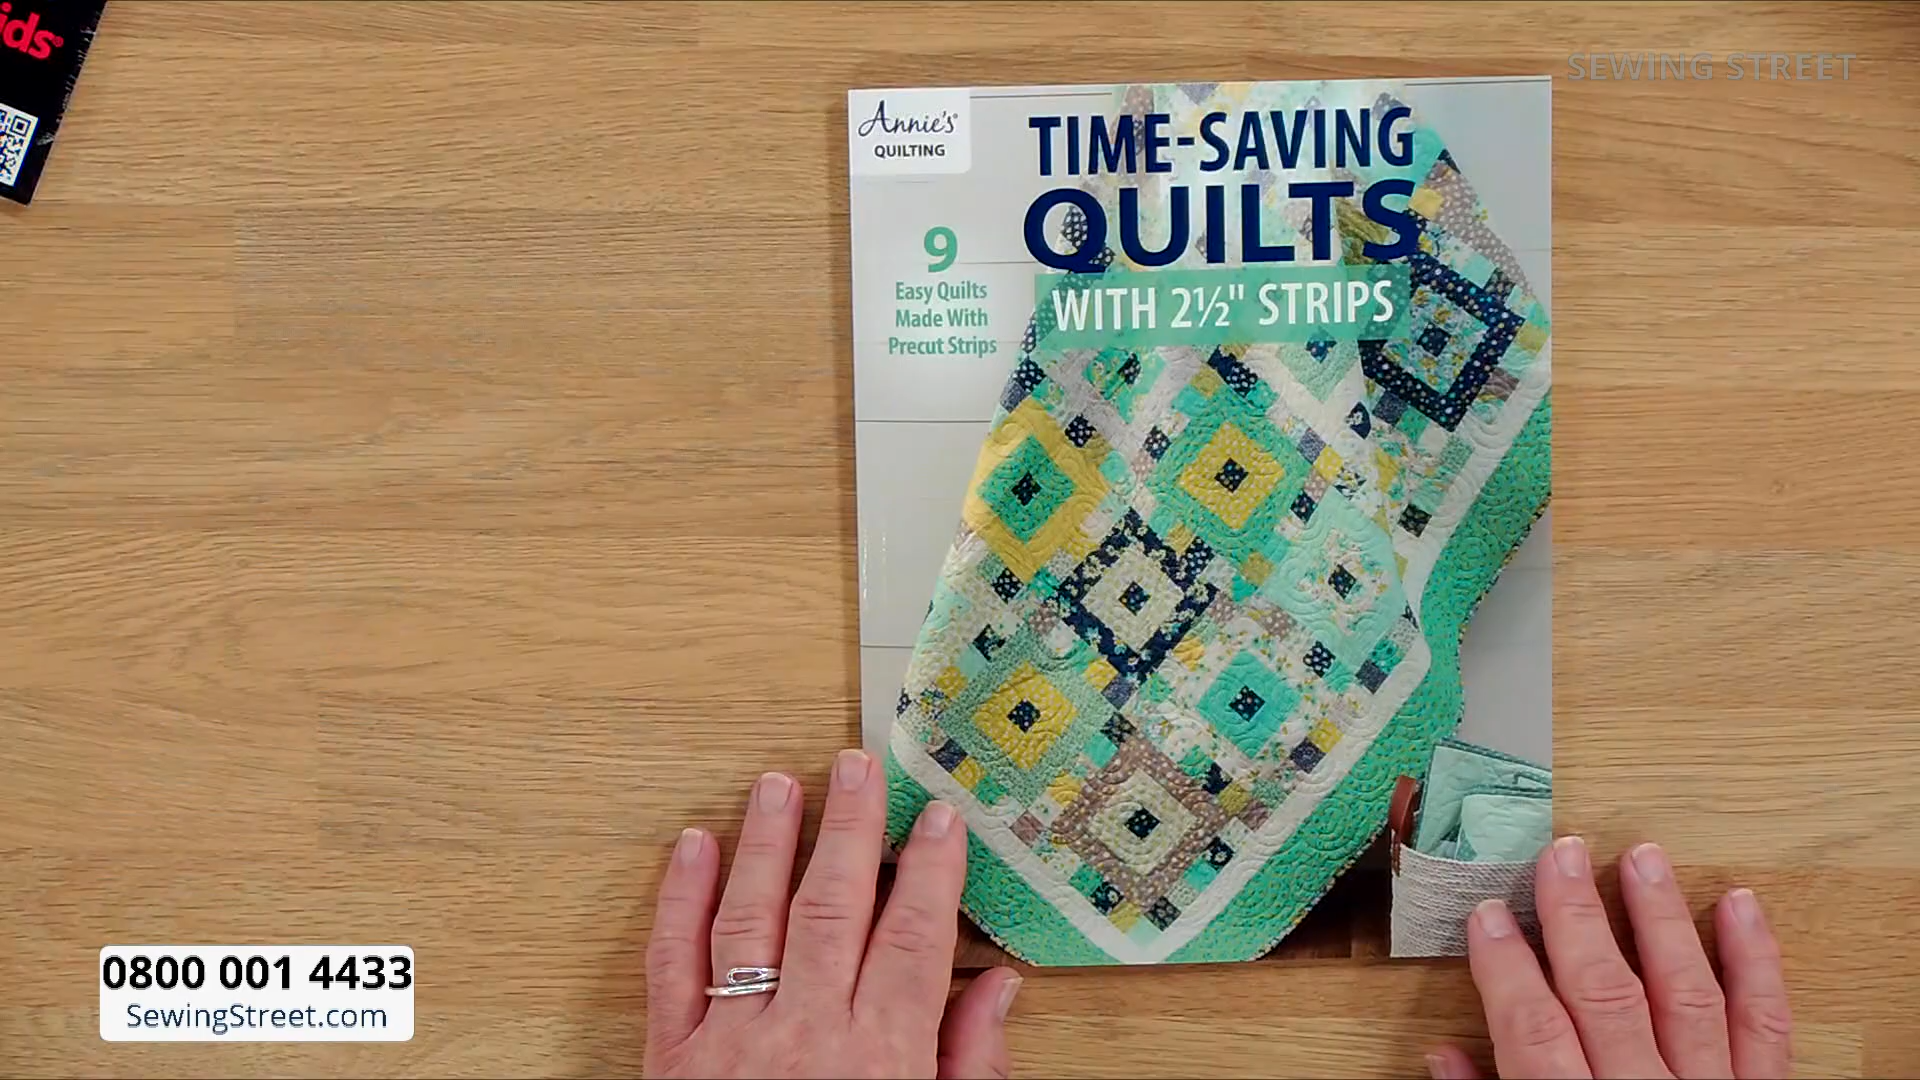 ids®
SEWING STREET
Annie's®
QUILTING
TIME-SAVING
QUILTS
WITH 2½" STRIPS
9
Easy Quilts
Made With
Precut Strips
0800 001 4433
SewingStreet.com